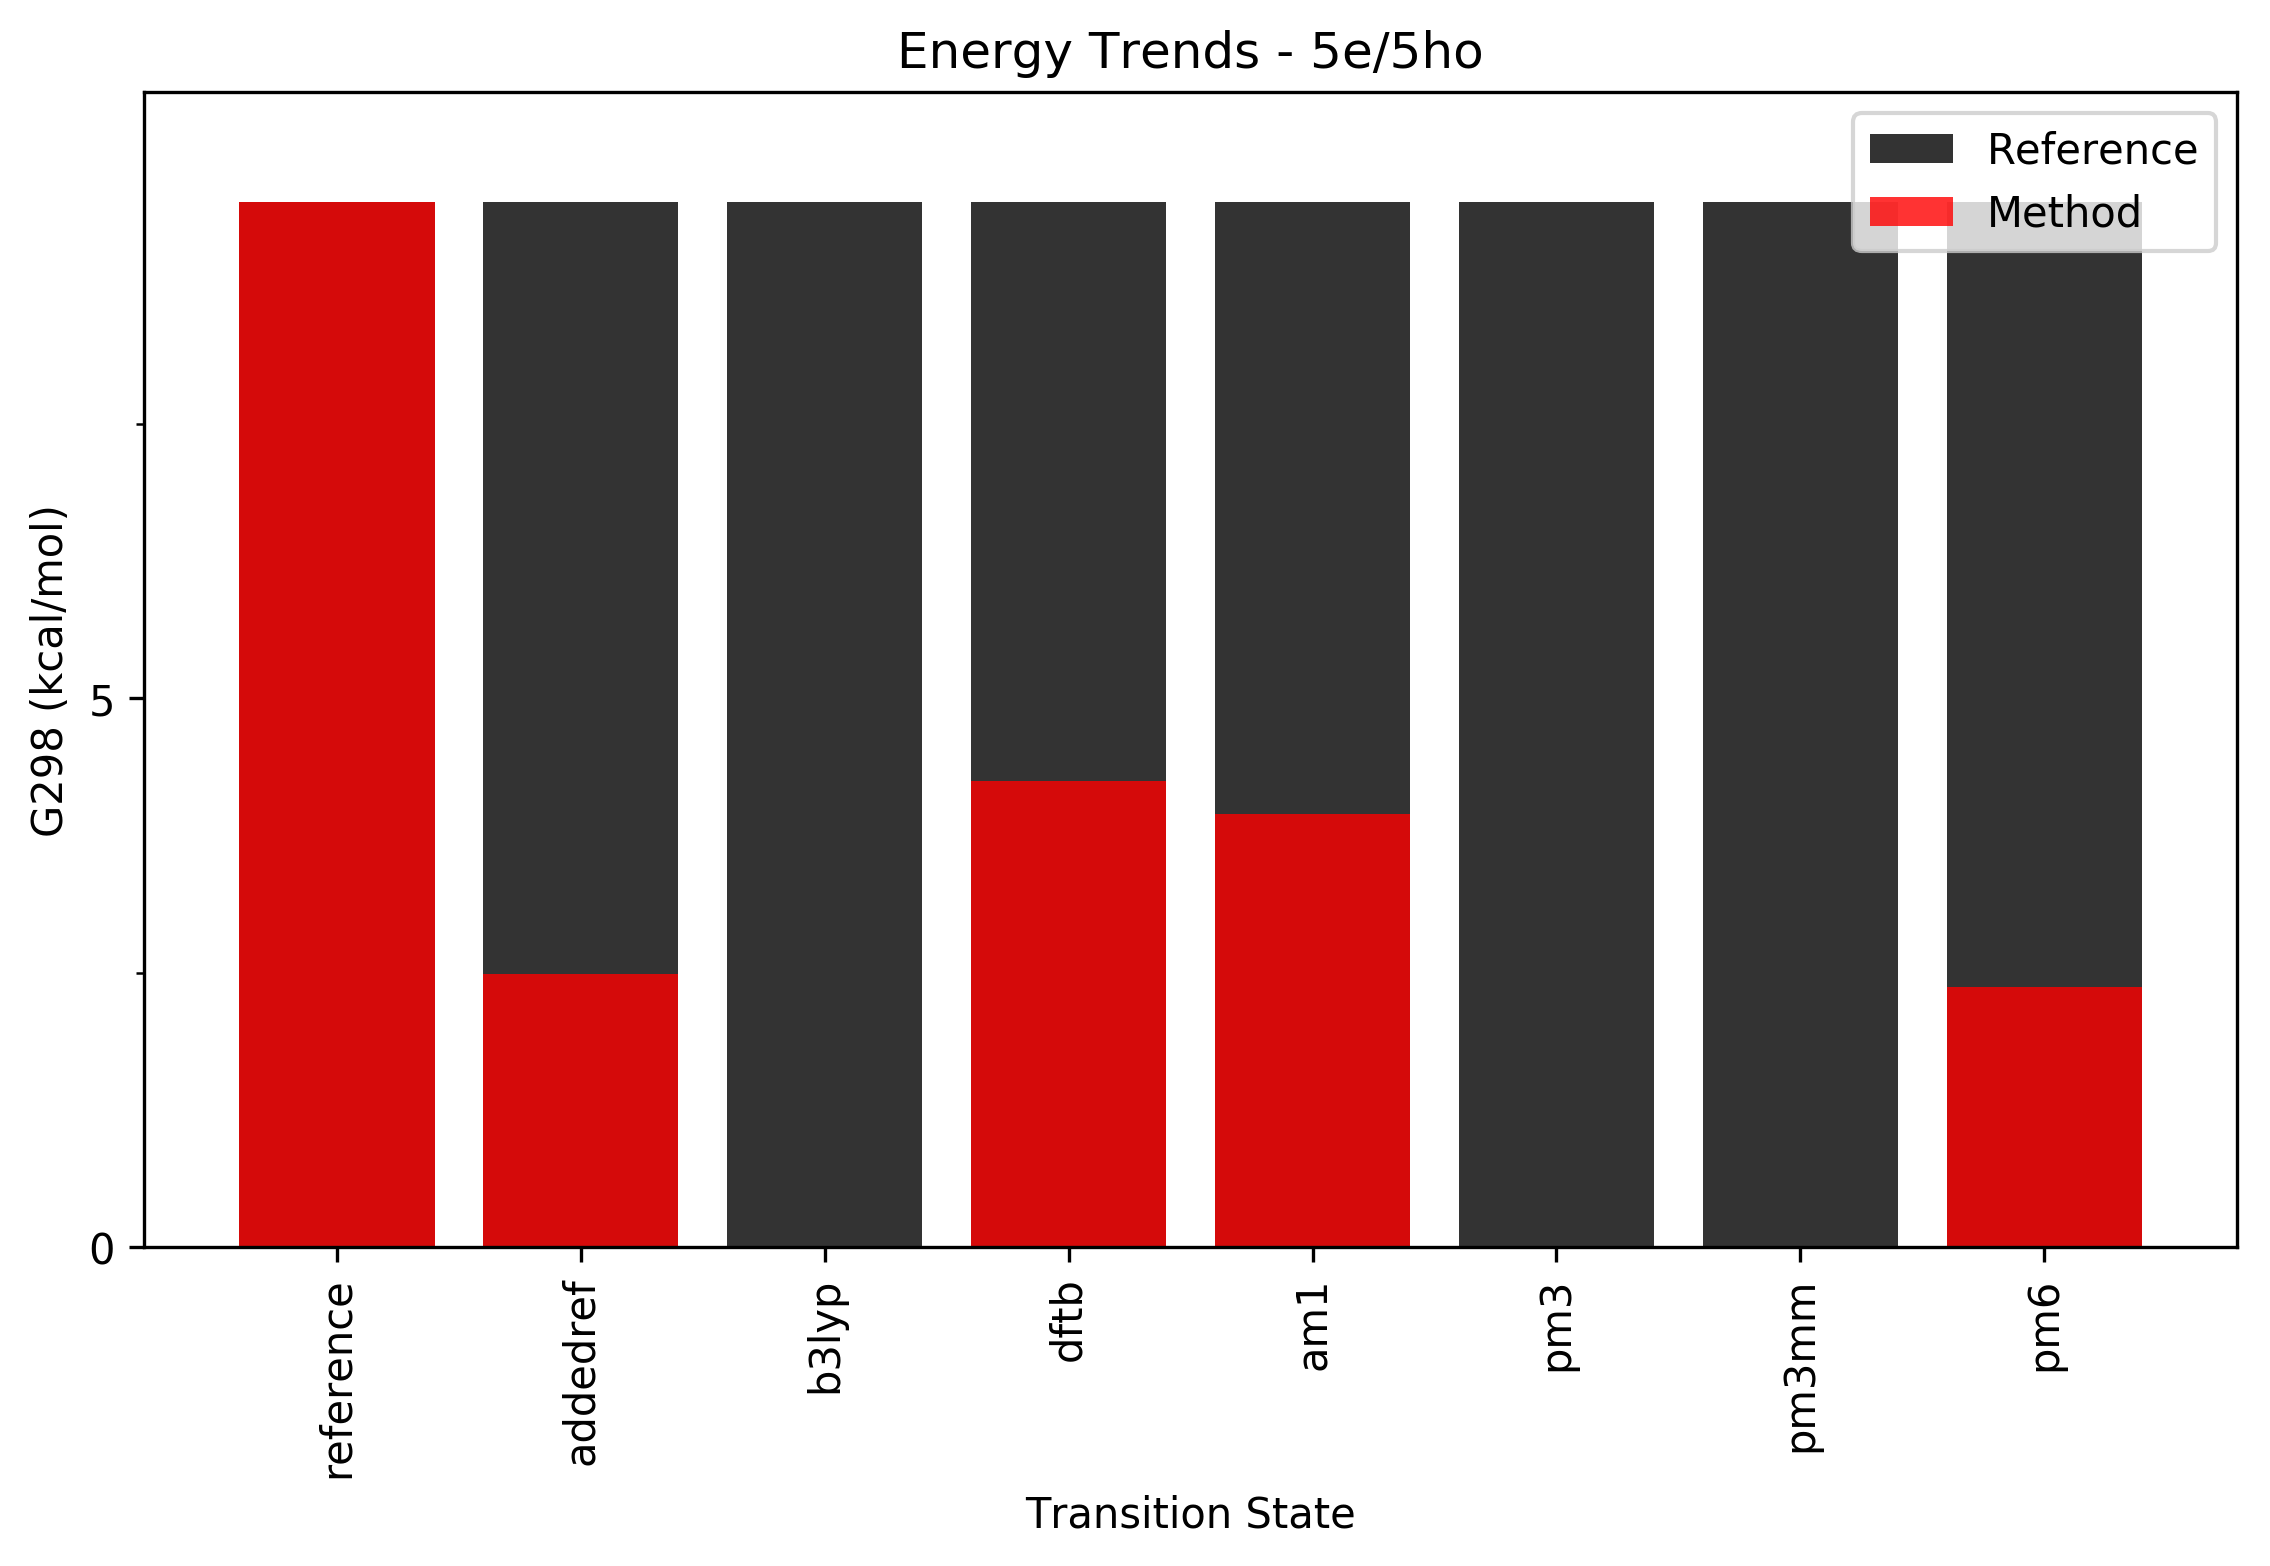 Energy Trends - 5e/5ho
Reference
Method
G298 (kcal/mol)
5
0
reference
addedref
b3lyp
dftb
am1
pm3
pm3mm
pm6
Transition State